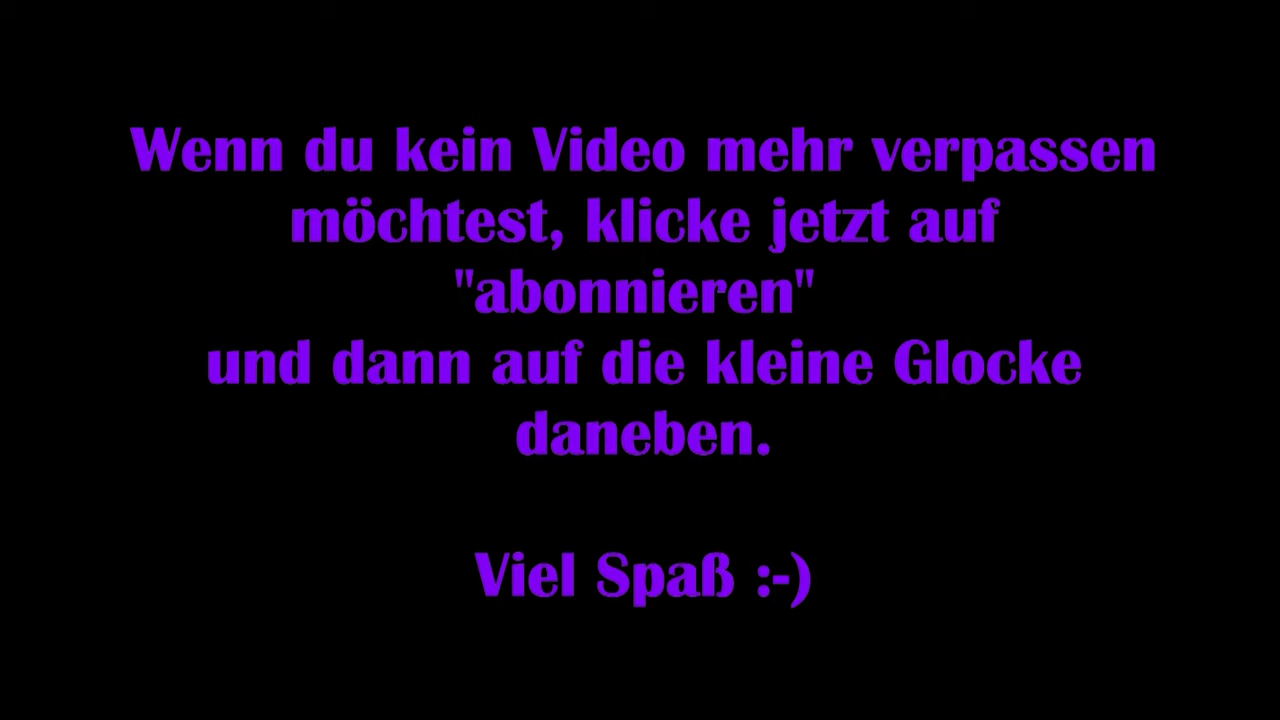 Wenn du kein Video mehr verpassen
möchtest, klicke jetzt auf
"abonnieren"
und dann auf die kleine Glocke
daneben.
Viel Spaß :-)